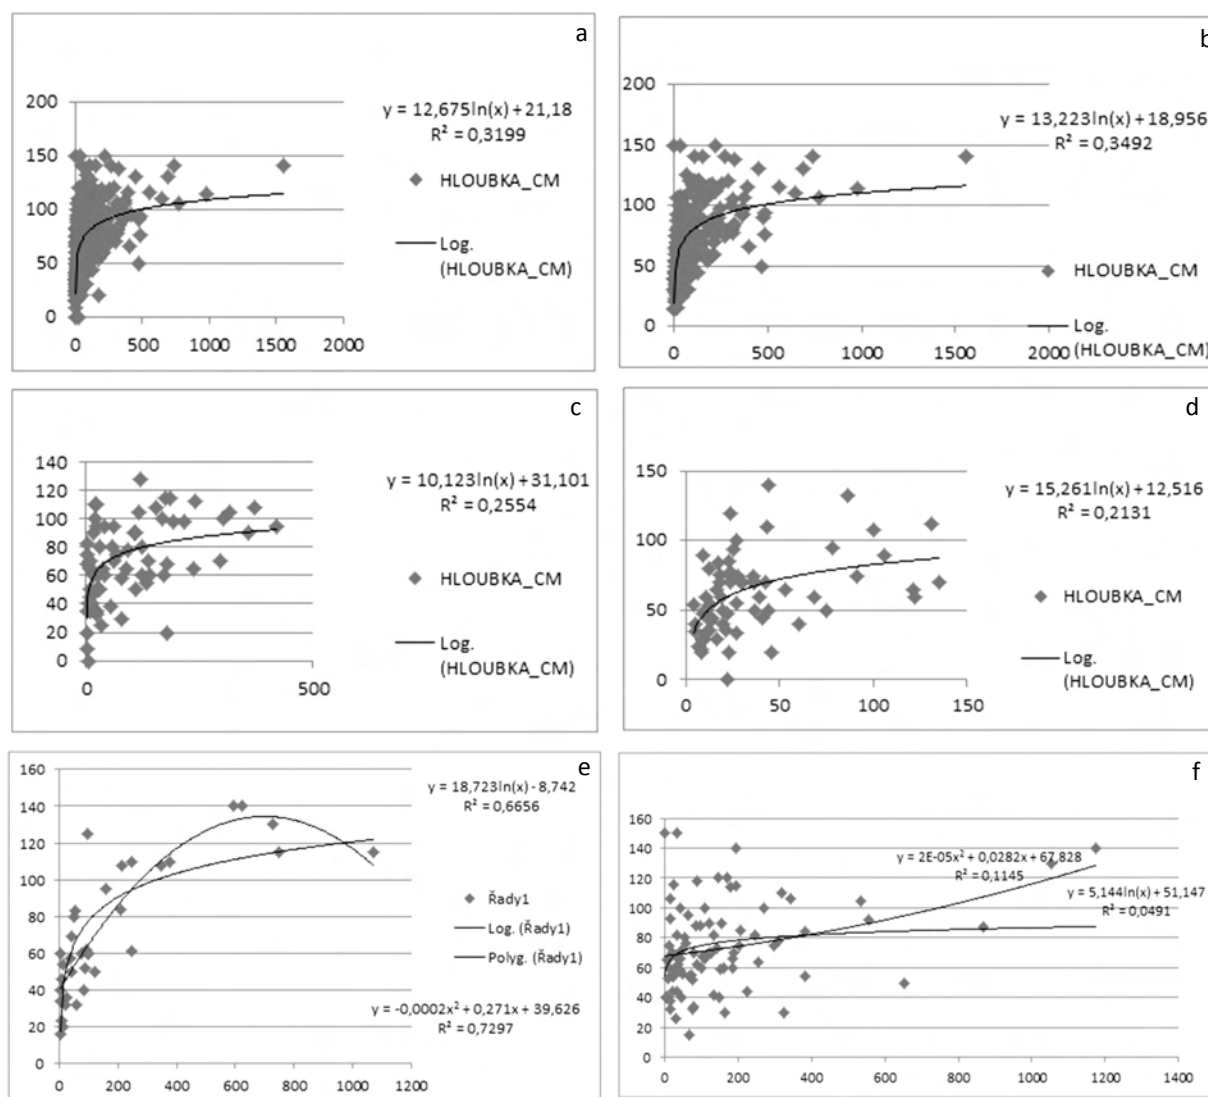 a
200
150
100
50
0
0 500 1000 1500 2000
y = 12,675ln(x) + 21,18
R² = 0,3199
HLOUBKA_CM
Log.
(HLOUBKA_CM)
b
200
150
100
50
0
0 500 1000 1500 2000
y = 13,223ln(x) + 18,956
R² = 0,3492
HLOUBKA_CM
Log.
(HLOUBKA_CM)
c
140
120
100
80
60
40
20
0
0 500
y = 10,123ln(x) + 31,101
R² = 0,2554
HLOUBKA_CM
Log.
(HLOUBKA_CM)
d
150
100
50
0
0 50 100 150
y = 15,261ln(x) + 12,516
R² = 0,2131
HLOUBKA_CM
Log.
(HLOUBKA_CM)
e
160
140
120
100
80
60
40
20
0
0 200 400 600 800 1000 1200
y = 18,723ln(x) - 8,742
R² = 0,6656
Řady1
Log. (Řady1)
Polyg. (Řady1)
y = -0,0002x² + 0,271x + 39,626
R² = 0,7297
f
160
140
120
100
80
60
40
20
0
0 200 400 600 800 1000 1200 1400
y = 2E-05x² + 0,0282x + 67,828
R² = 0,1145
y = 5,144ln(x) + 51,147
R² = 0,0491